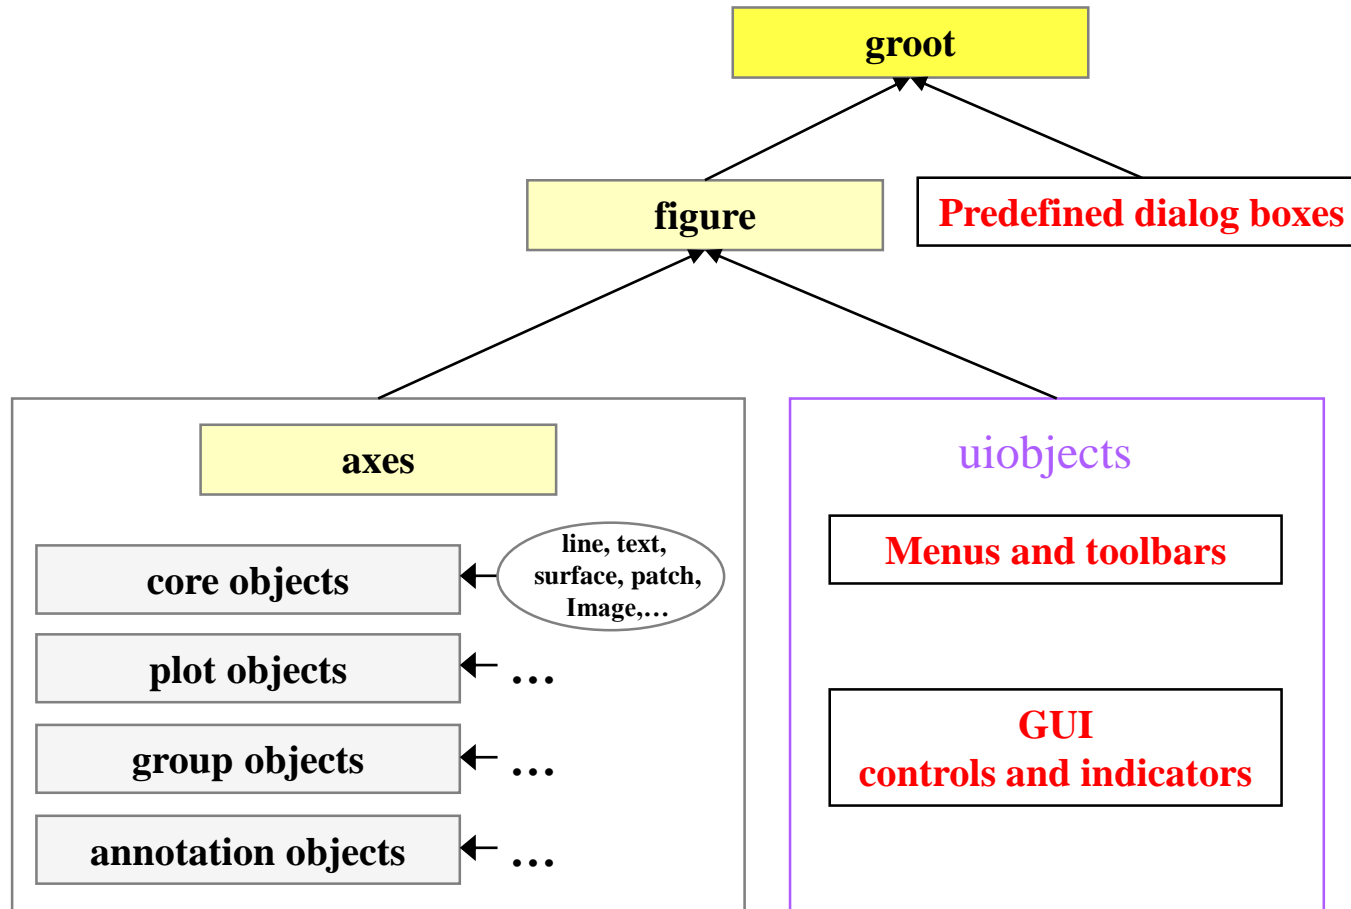 groot
figure
Predefined dialog boxes
axes
uiobjects
line, text,
surface, patch,
Image,…
core objects
Menus and toolbars
plot objects
…
group objects
…
GUI
controls and indicators
annotation objects
…